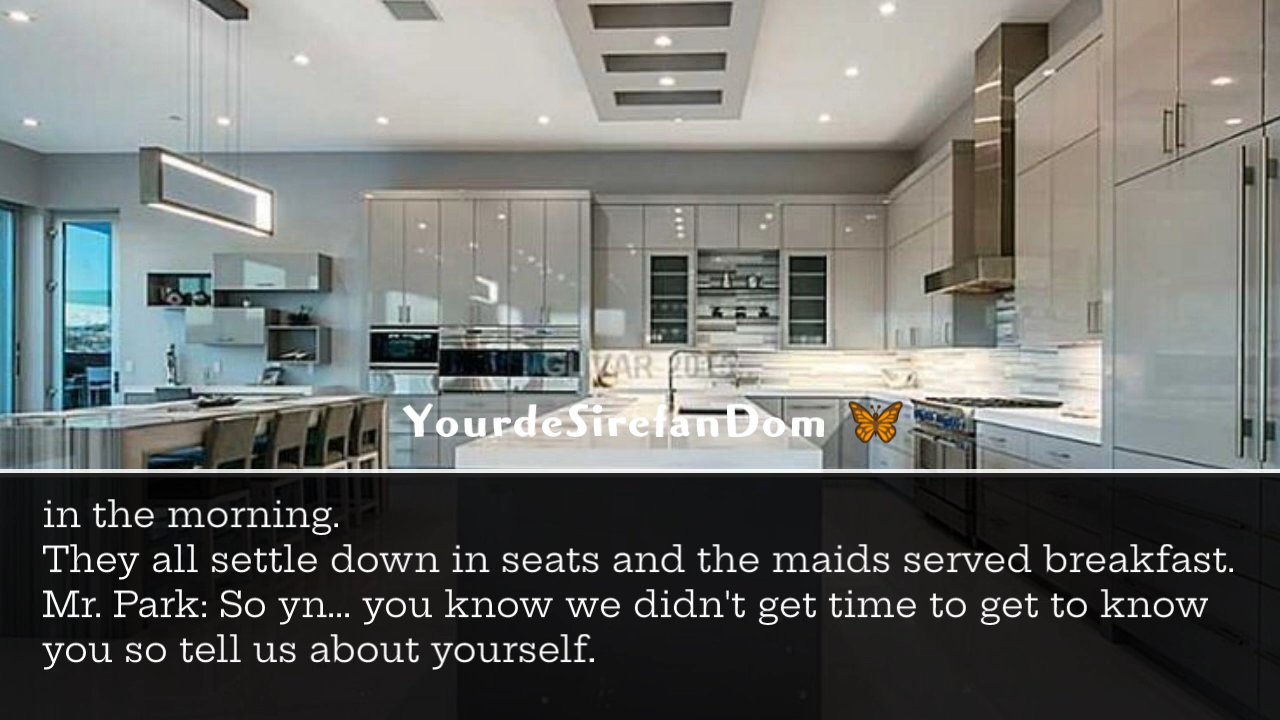 YourdeSirefanDom 🦋
in the morning.
They all settle down in seats and the maids served breakfast.
Mr. Park: So yn... you know we didn't get time to get to know
you so tell us about yourself.